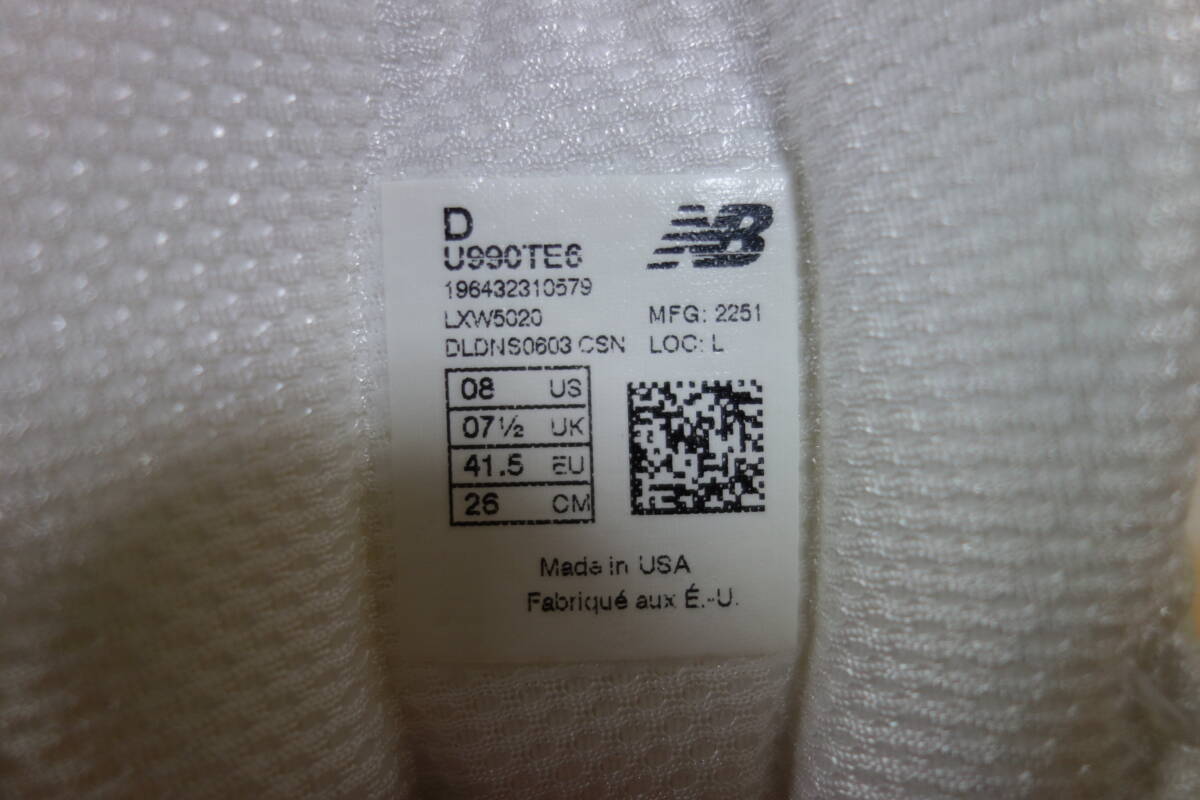 D
NB
U990TE6
196432310579
LXW5020 MFG: 2251
DLDNS0603 CSN LOC: L
08 US
07½ UK
41.5 EU
26 CM
Made in USA
Fabriqué aux É.-U.